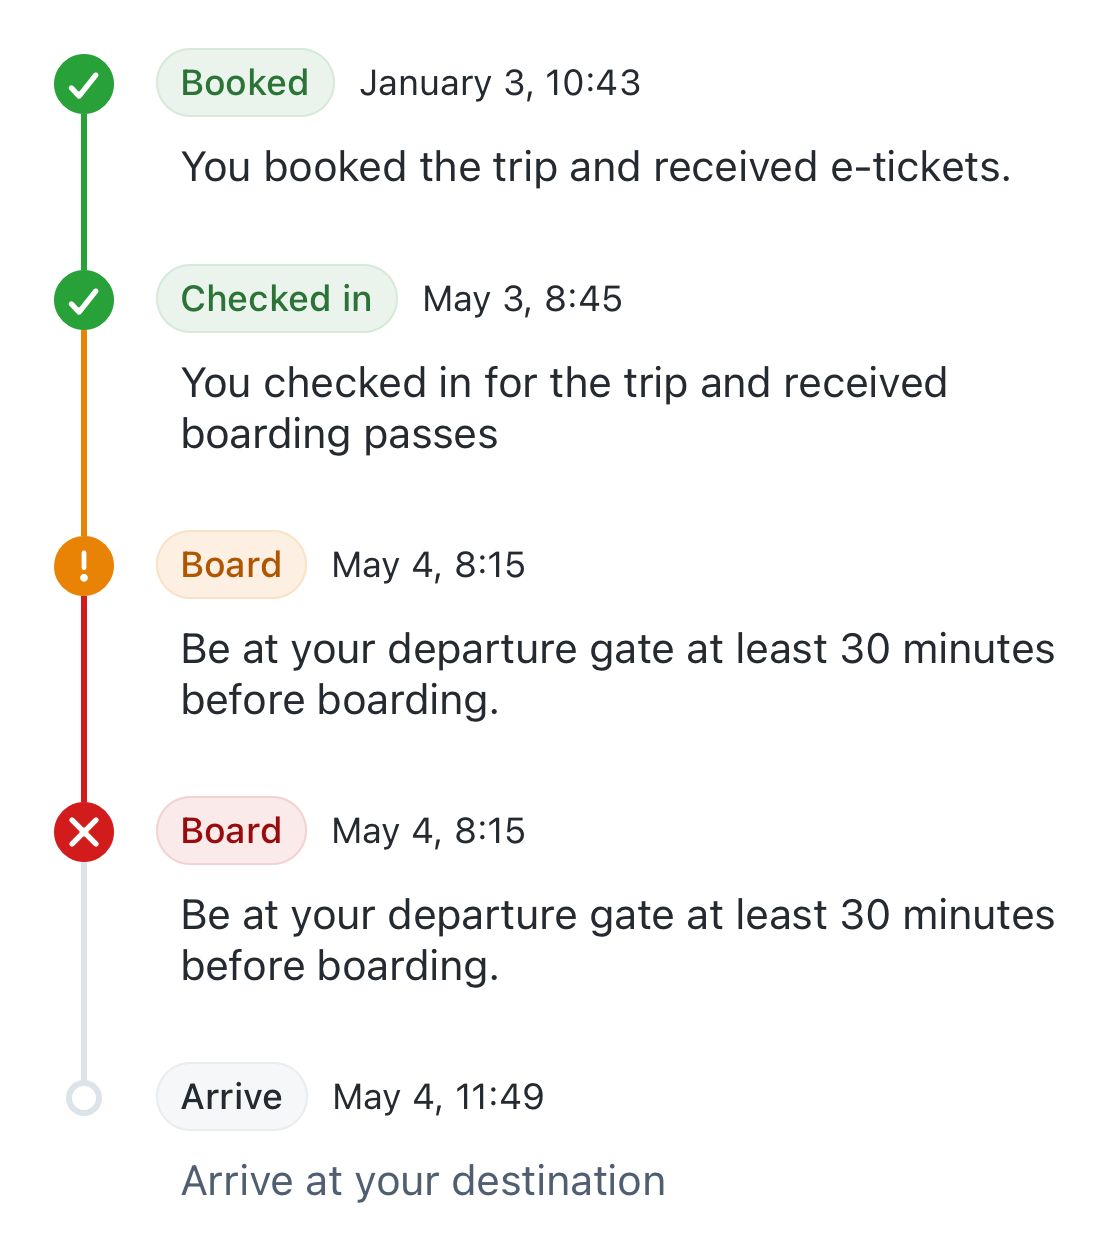 Booked January 3, 10:43
You booked the trip and received e-tickets.
Checked in May 3, 8:45
You checked in for the trip and received
boarding passes
Board May 4, 8:15
Be at your departure gate at least 30 minutes
before boarding.
Board May 4, 8:15
Be at your departure gate at least 30 minutes
before boarding.
Arrive May 4, 11:49
Arrive at your destination